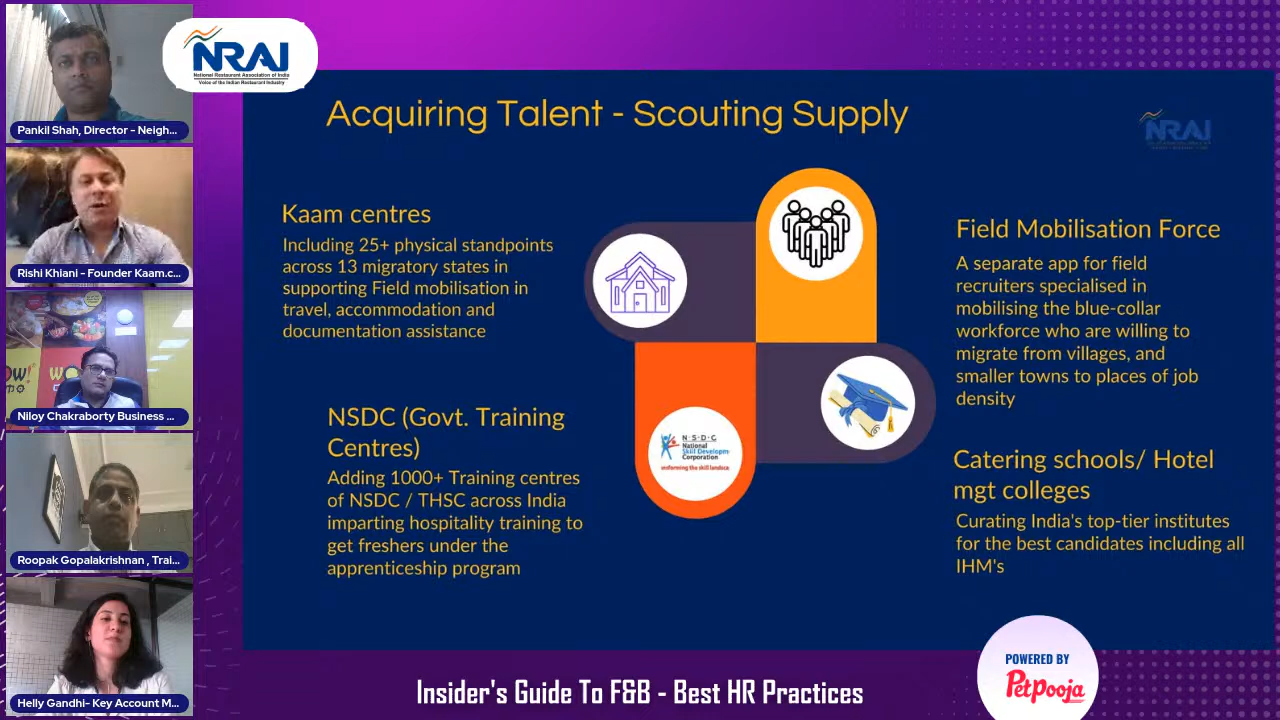 NRAI
National Restaurant Association of India
Voice of the Indian Restaurant Industry
Pankil Shah, Director - Neigh...
Rishi Khiani - Founder Kaam.c...
Niloy Chakraborty Business ...
Roopak Gopalakrishnan , Trai...
Helly Gandhi- Key Account M...
Acquiring Talent - Scouting Supply
NRAI
Kaam centres
Including 25+ physical standpoints
across 13 migratory states in
supporting Field mobilisation in
travel, accommodation and
documentation assistance
NSDC (Govt. Training
Centres)
Adding 1000+ Training centres
of NSDC / THSC across India
imparting hospitality training to
get freshers under the
apprenticeship program
N·S·D·C
National
Skill Developm
Corporation
Field Mobilisation Force
A separate app for field
recruiters specialised in
mobilising the blue-collar
workforce who are willing to
migrate from villages, and
smaller towns to places of job
density
Catering schools/ Hotel
mgt colleges
Curating India's top-tier institutes
for the best candidates including all
IHM's
Insider's Guide To F&B - Best HR Practices
POWERED BY
Petpooja